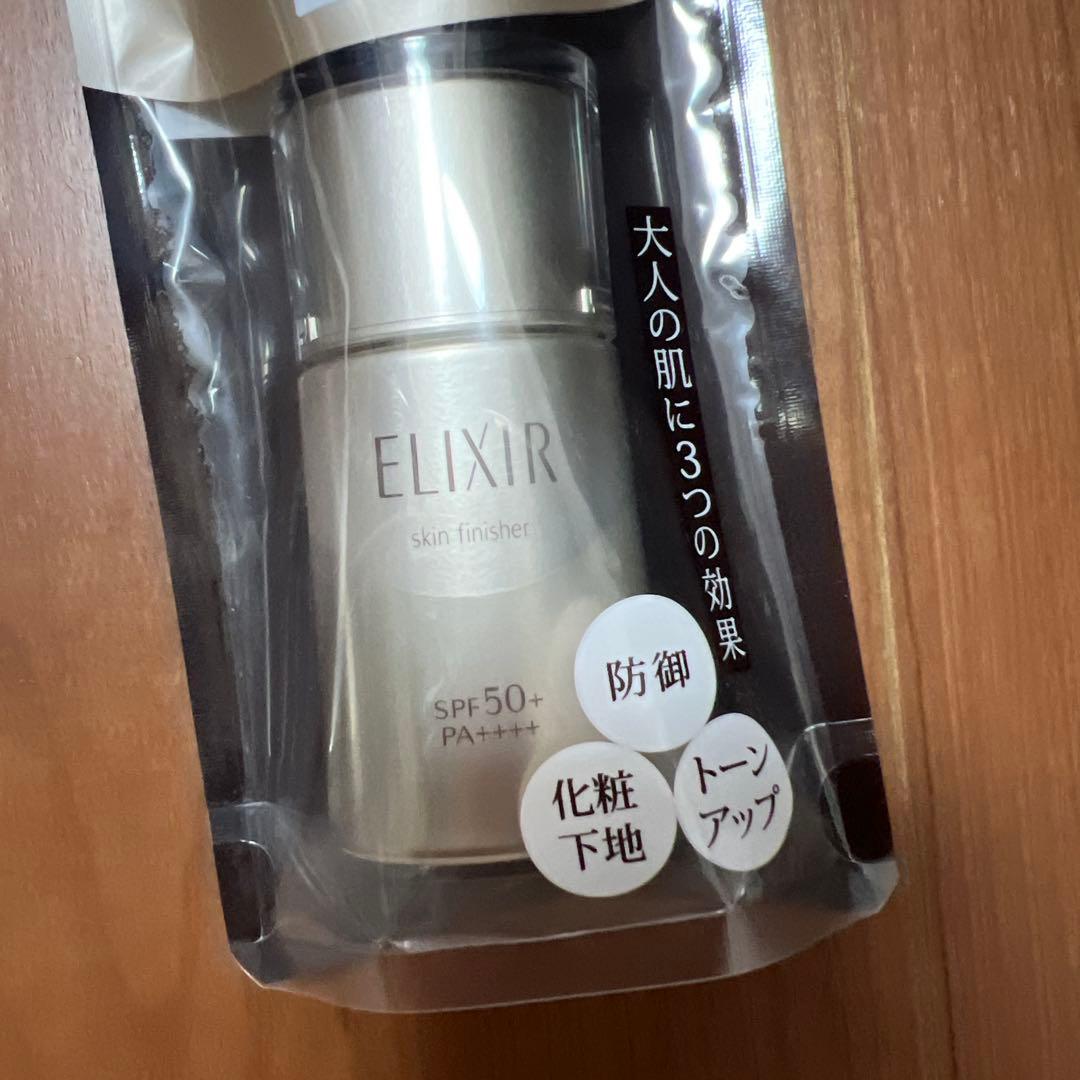 大人の肌に3つの効果
ELIXIR
skin finisher
SPF50+
PA++++
防御
化粧
下地
トーン
アップ